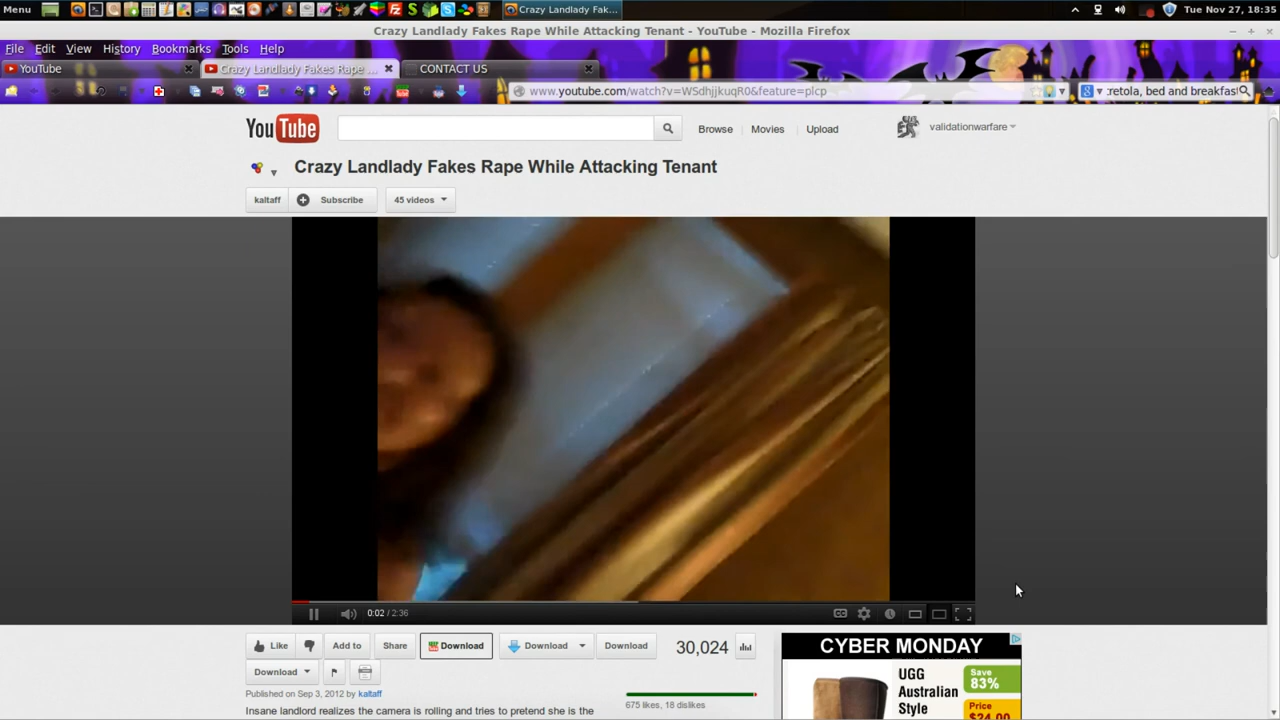 Menu Crazy Landlady Fak... Tue Nov 27, 18:35
Crazy Landlady Fakes Rape While Attacking Tenant - YouTube - Mozilla Firefox
File Edit View History Bookmarks Tools Help
YouTube Crazy Landlady Fakes Rape ... CONTACT US
www.youtube.com/watch?v=WSdhjjkuqR0&feature=plcp :retola, bed and breakfast
YouTube Browse Movies Upload validationwarfare
Crazy Landlady Fakes Rape While Attacking Tenant
kaltaff Subscribe 45 videos
0:02 / 2:36
Like Add to Share Download Download Download 30,024
Download
Published on Sep 3, 2012 by kaltaff
675 likes, 18 dislikes
Insane landlord realizes the camera is rolling and tries to pretend she is the
CYBER MONDAY
UGG
Australian
Style
Save
83%
Price
$24.00